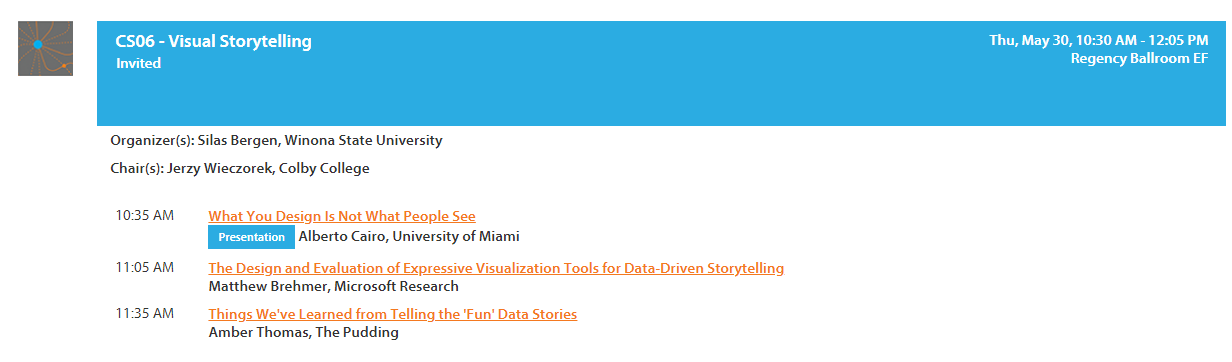 CS06 - Visual Storytelling
Thu, May 30, 10:30 AM - 12:05 PM
Invited
Regency Ballroom EF
Organizer(s): Silas Bergen, Winona State University
Chair(s): Jerzy Wieczorek, Colby College
10:35 AM What You Design Is Not What People See
Presentation Alberto Cairo, University of Miami
11:05 AM The Design and Evaluation of Expressive Visualization Tools for Data-Driven Storytelling
Matthew Brehmer, Microsoft Research
11:35 AM Things We've Learned from Telling the 'Fun' Data Stories
Amber Thomas, The Pudding